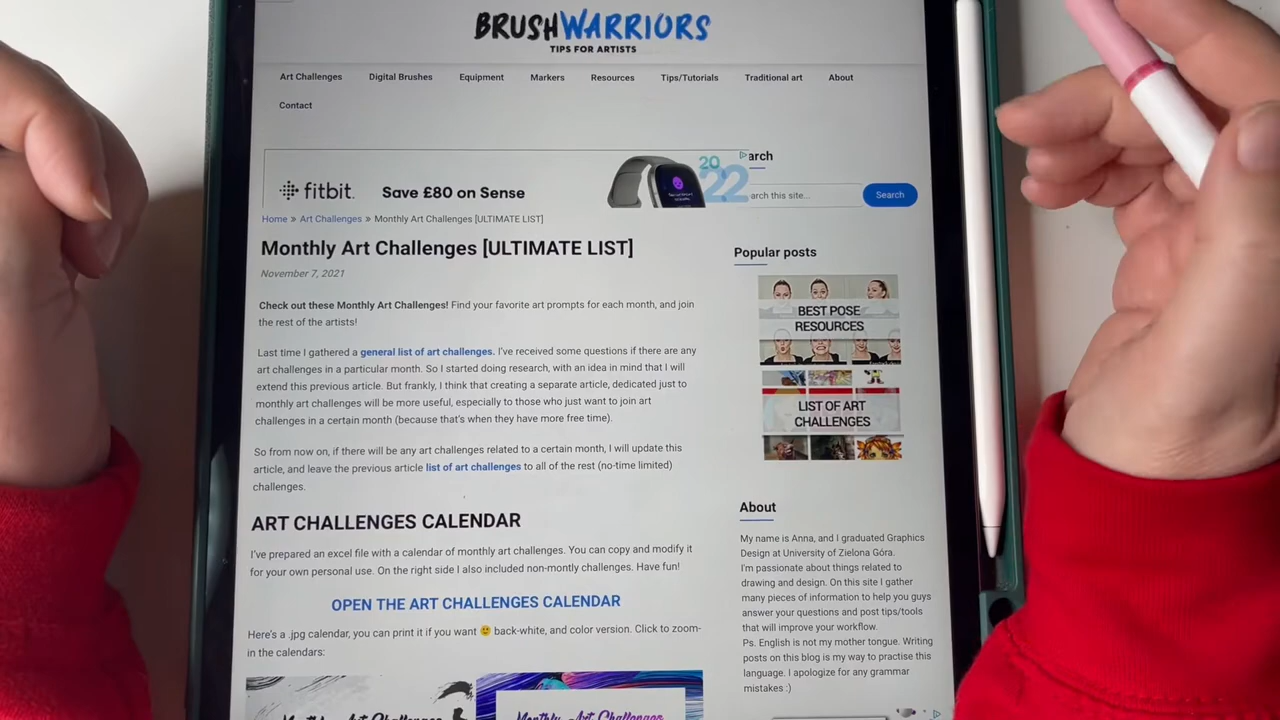 BRUSHWARRIORS
TIPS FOR ARTISTS
Art Challenges Digital Brushes Equipment Markers Resources Tips/Tutorials Traditional art About
Contact
fitbit. Save £80 on Sense
2022
arch
arch this site...
Search
Home » Art Challenges » Monthly Art Challenges [ULTIMATE LIST]
Monthly Art Challenges [ULTIMATE LIST]
November 7, 2021
Check out these Monthly Art Challenges! Find your favorite art prompts for each month, and join
the rest of the artists!
Last time I gathered a general list of art challenges. I've received some questions if there are any
art challenges in a particular month. So I started doing research, with an idea in mind that I will
extend this previous article. But frankly, I think that creating a separate article, dedicated just to
monthly art challenges will be more useful, especially to those who just want to join art
challenges in a certain month (because that's when they have more free time).
So from now on, if there will be any art challenges related to a certain month, I will update this
article, and leave the previous article list of art challenges to all of the rest (no-time limited)
challenges.
ART CHALLENGES CALENDAR
I've prepared an excel file with a calendar of monthly art challenges. You can copy and modify it
for your own personal use. On the right side I also included non-montly challenges. Have fun!
OPEN THE ART CHALLENGES CALENDAR
Here's a .jpg calendar, you can print it if you want 🙂 back-white, and color version. Click to zoom-
in the calendars:
Monthly Art Challenges
Monthly Art Challenges
Popular posts
BEST POSE
RESOURCES
LIST OF ART
CHALLENGES
About
My name is Anna, and I graduated Graphics
Design at University of Zielona Góra.
I'm passionate about things related to
drawing and design. On this site I gather
many pieces of information to help you guys
answer your questions and post tips/tools
that will improve your workflow.
Ps. English is not my mother tongue. Writing
posts on this blog is my way to practise this
language. I apologize for any grammar
mistakes :)